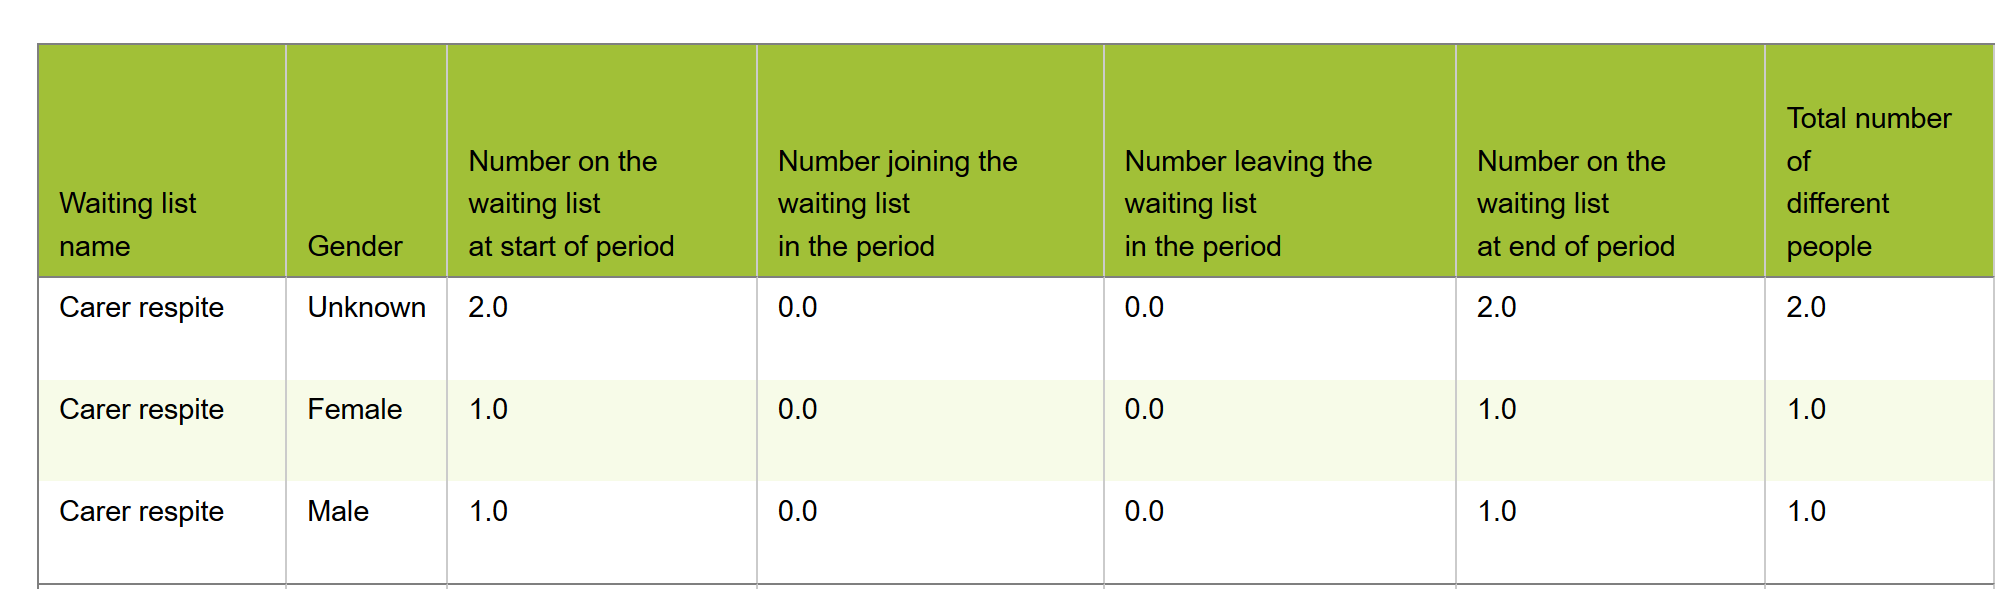 Waiting list name | Gender | Number on the waiting list at start of period | Number joining the waiting list in the period | Number leaving the waiting list in the period | Number on the waiting list at end of period | Total number of different people
Carer respite | Unknown | 2.0 | 0.0 | 0.0 | 2.0 | 2.0
Carer respite | Female | 1.0 | 0.0 | 0.0 | 1.0 | 1.0
Carer respite | Male | 1.0 | 0.0 | 0.0 | 1.0 | 1.0